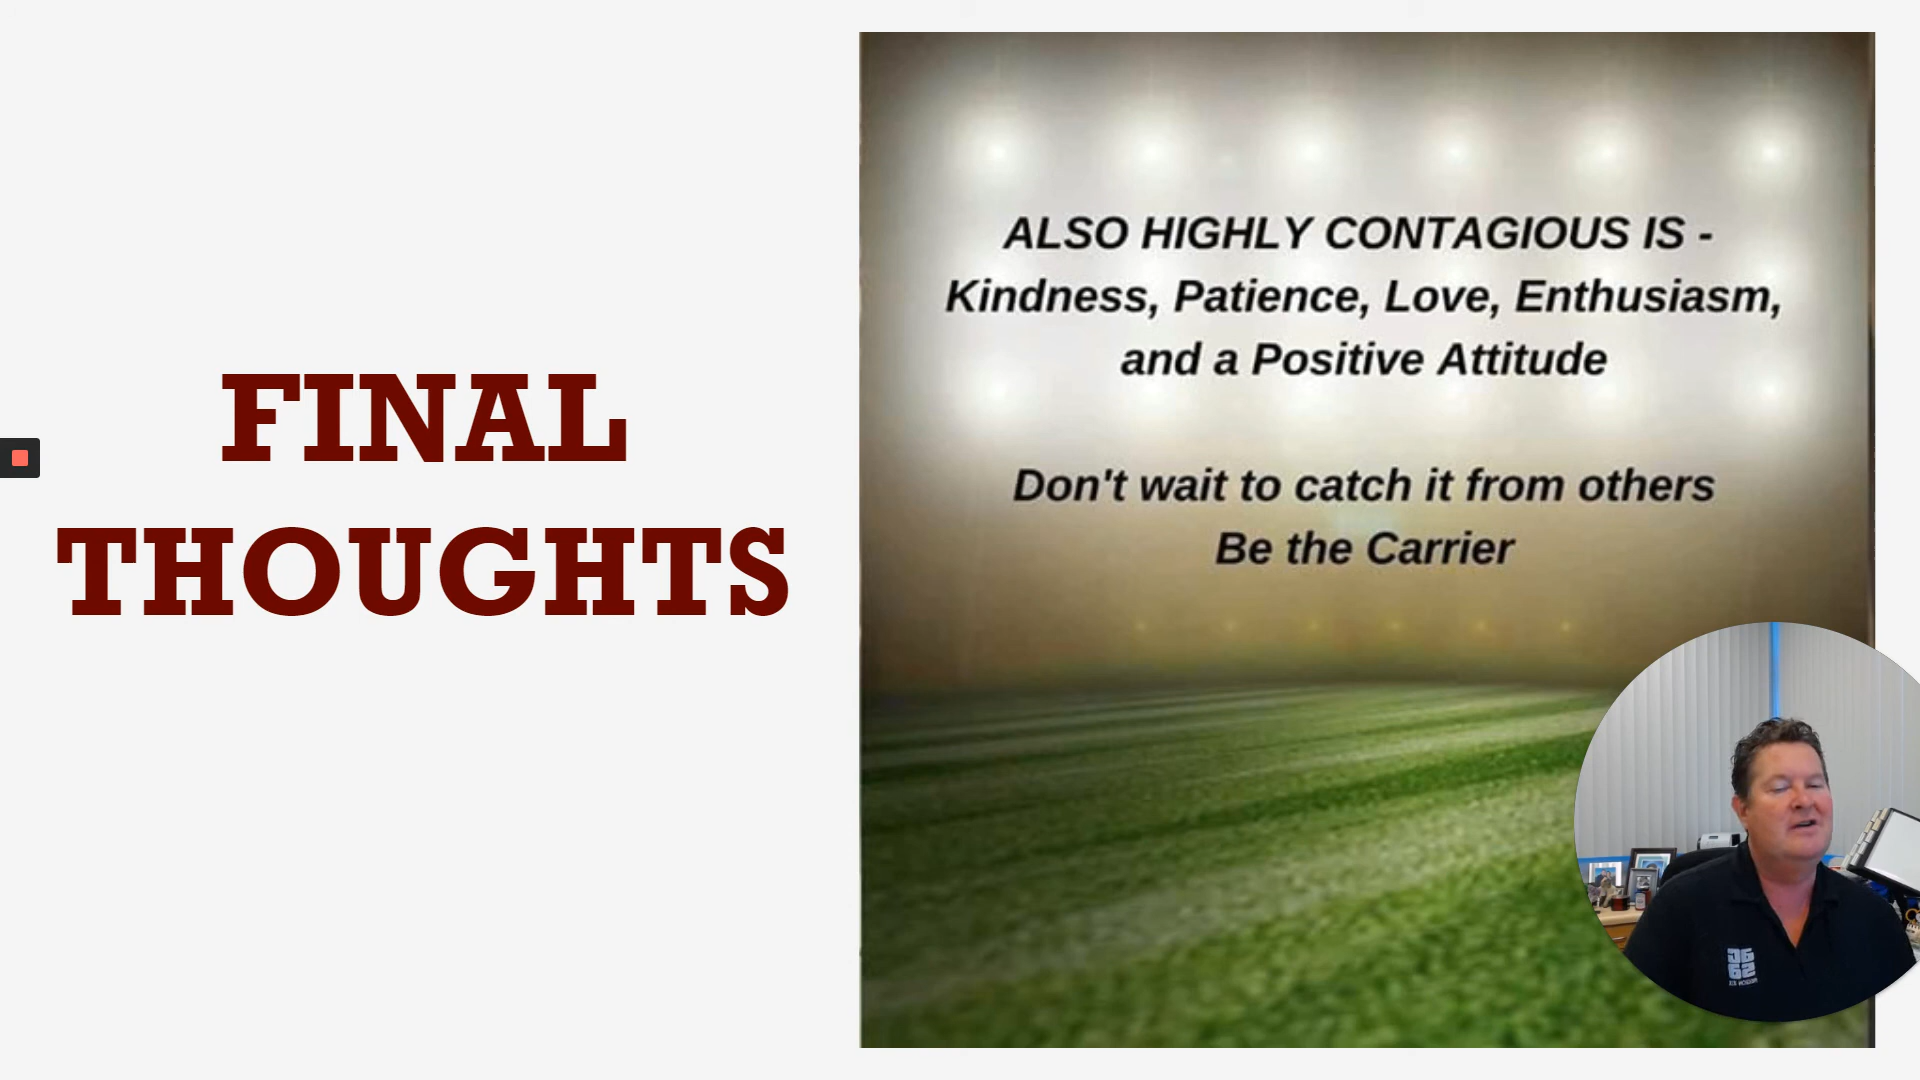 FINAL
THOUGHTS
ALSO HIGHLY CONTAGIOUS IS -
Kindness, Patience, Love, Enthusiasm,
and a Positive Attitude
Don't wait to catch it from others
Be the Carrier